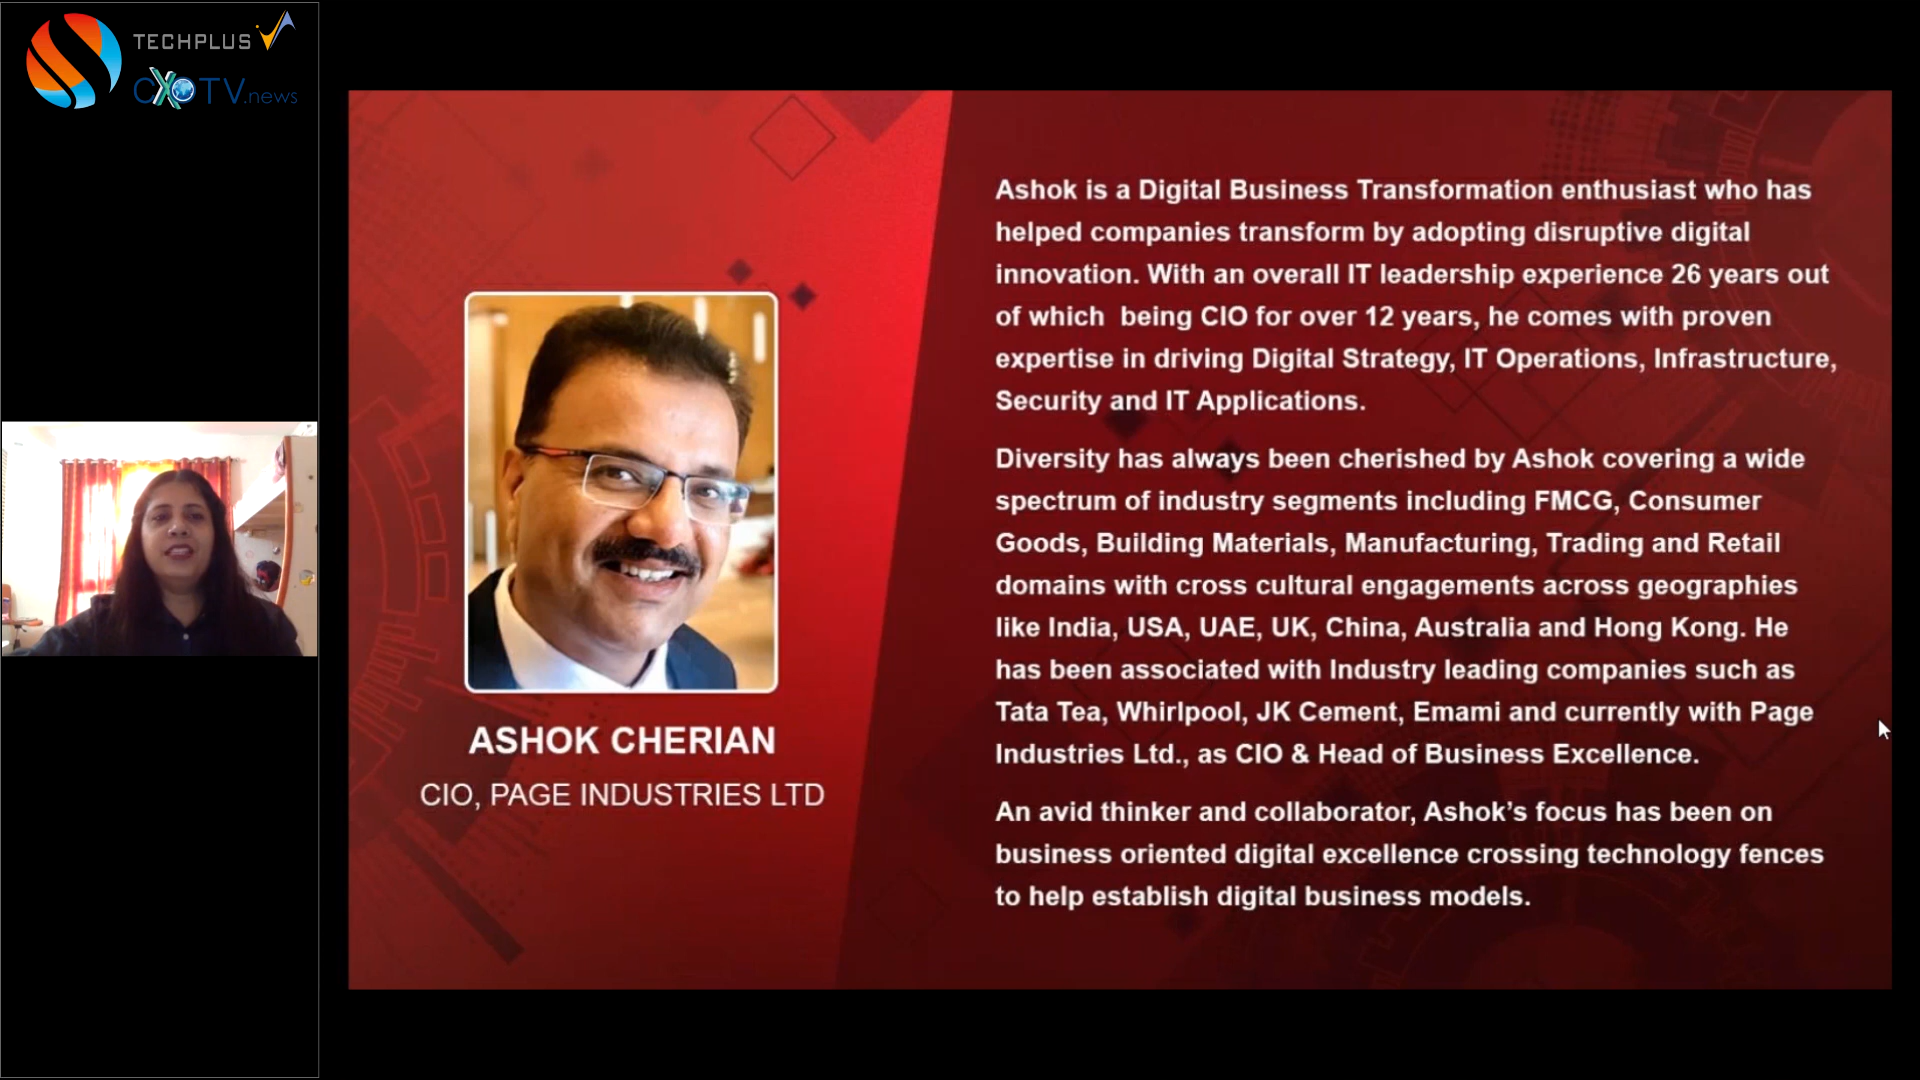 TECHPLUS
CXOTV.news
Ashok is a Digital Business Transformation enthusiast who has
helped companies transform by adopting disruptive digital
innovation. With an overall IT leadership experience 26 years out
of which  being CIO for over 12 years, he comes with proven
expertise in driving Digital Strategy, IT Operations, Infrastructure,
Security and IT Applications.
Diversity has always been cherished by Ashok covering a wide
spectrum of industry segments including FMCG, Consumer
Goods, Building Materials, Manufacturing, Trading and Retail
domains with cross cultural engagements across geographies
like India, USA, UAE, UK, China, Australia and Hong Kong. He
has been associated with Industry leading companies such as
Tata Tea, Whirlpool, JK Cement, Emami and currently with Page
Industries Ltd., as CIO & Head of Business Excellence.
An avid thinker and collaborator, Ashok’s focus has been on
business oriented digital excellence crossing technology fences
to help establish digital business models.
ASHOK CHERIAN
CIO, PAGE INDUSTRIES LTD